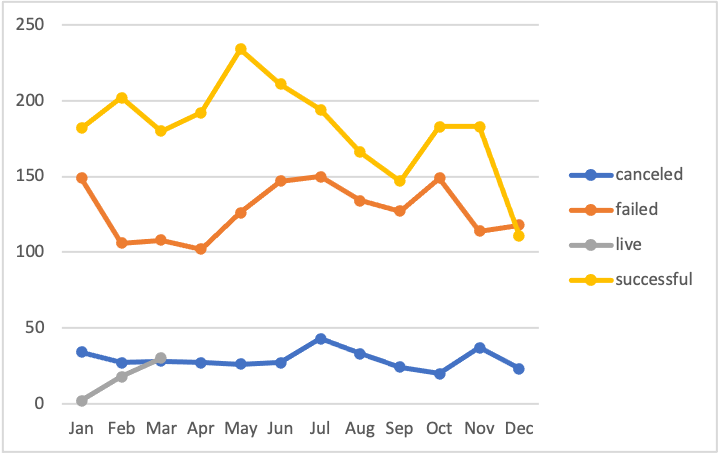 250
200
150
100
50
0
Jan Feb Mar Apr May Jun Jul Aug Sep Oct Nov Dec
canceled
failed
live
successful